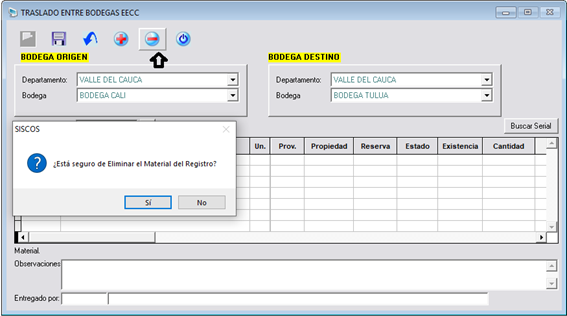 TRASLADO ENTRE BODEGAS EECC
BODEGA ORIGEN
BODEGA DESTINO
Departamento: VALLE DEL CAUCA
Departamento: VALLE DEL CAUCA
Bodega BODEGA CALI
Bodega BODEGA TULUA
Buscar Serial
SISCOS
¿Está seguro de Eliminar el Material del Registro?
Sí No
Un. Prov. Propiedad Reserva Estado Existencia Cantidad
Material.
Observaciones
Entregado por: